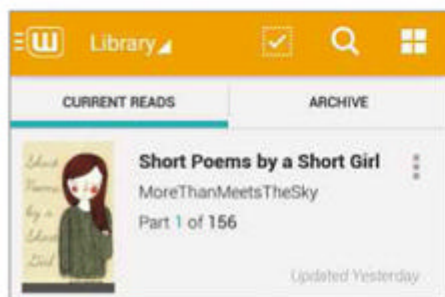 w Library
CURRENT READS ARCHIVE
Short Poems by a Short Girl
Short Poems by a Short Girl
MoreThanMeetsTheSky
Part 1 of 156
Updated Yesterday